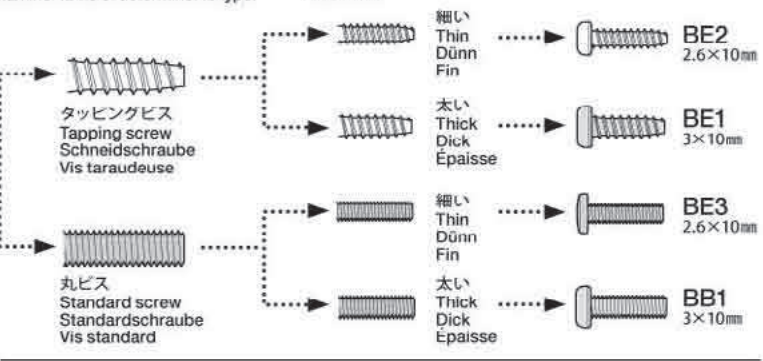 細い
Thin
Dünn
Fin
BE2
2.6×10㎜
タッピングビス
Tapping screw
Schneidschraube
Vis taraudeuse
太い
Thick
Dick
Épaisse
BE1
3×10㎜
細い
Thin
Dünn
Fin
BE3
2.6×10㎜
丸ビス
Standard screw
Standardschraube
Vis standard
太い
Thick
Dick
Épaisse
BB1
3×10㎜